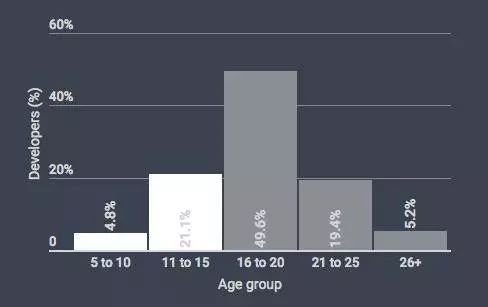 60%
40%
20%
0
Developers (%)
4.8%
21.1%
49.6%
19.4%
5.2%
5 to 10
11 to 15
16 to 20
21 to 25
26+
Age group